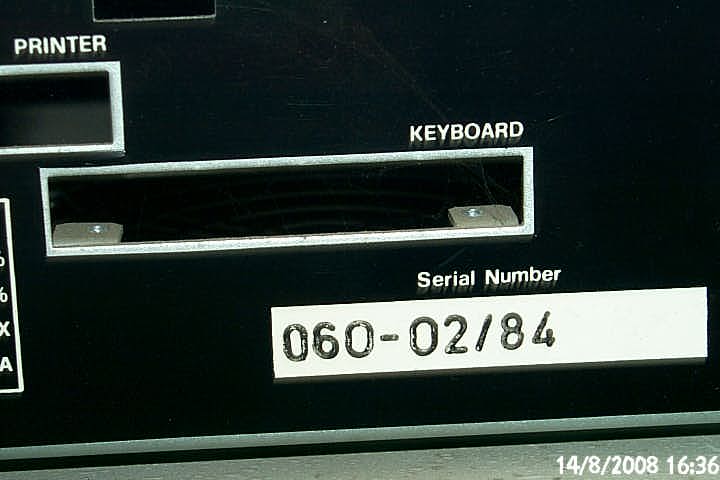 PRINTER
KEYBOARD
Serial Number
060-02/84
%
%
X
A
14/8/2008 16:36